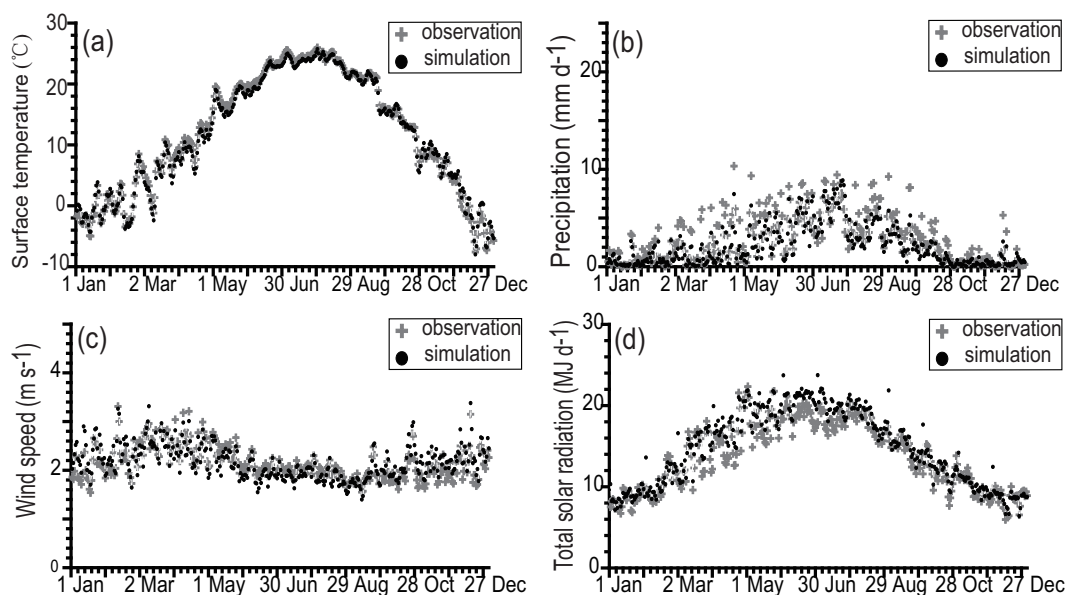 (a)
Surface temperature (℃)
30
20
10
0
-10
observation
simulation
1 Jan 2 Mar 1 May 30 Jun 29 Aug 28 Oct 27 Dec
(b)
Precipitation (mm d-1)
20
10
0
observation
simulation
1 Jan 2 Mar 1 May 30 Jun 29 Aug 28 Oct 27 Dec
(c)
Wind speed (m s-1)
4
2
0
observation
simulation
1 Jan 2 Mar 1 May 30 Jun 29 Aug 28 Oct 27 Dec
(d)
Total solar radiation (MJ d-1)
30
20
10
0
observation
simulation
1 Jan 2 Mar 1 May 30 Jun 29 Aug 28 Oct 27 Dec